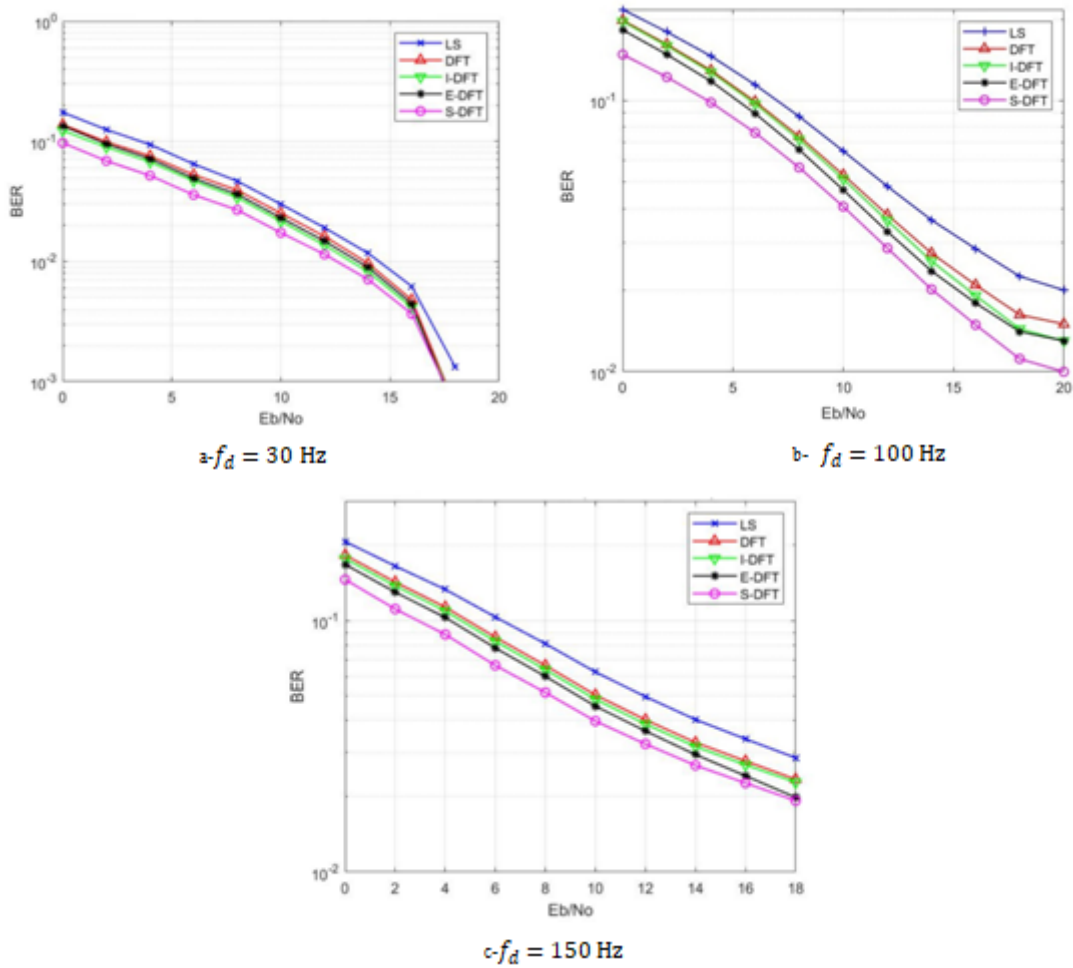 10^0
10^-1
10^-2
10^-3
BER
0 5 10 15 20
Eb/No
LS
DFT
I-DFT
E-DFT
S-DFT
a-f_d = 30 Hz
10^-1
10^-2
BER
0 5 10 15 20
Eb/No
LS
DFT
I-DFT
E-DFT
S-DFT
b- f_d = 100 Hz
10^-1
10^-2
BER
0 2 4 6 8 10 12 14 16 18
Eb/No
LS
DFT
I-DFT
E-DFT
S-DFT
c-f_d = 150 Hz